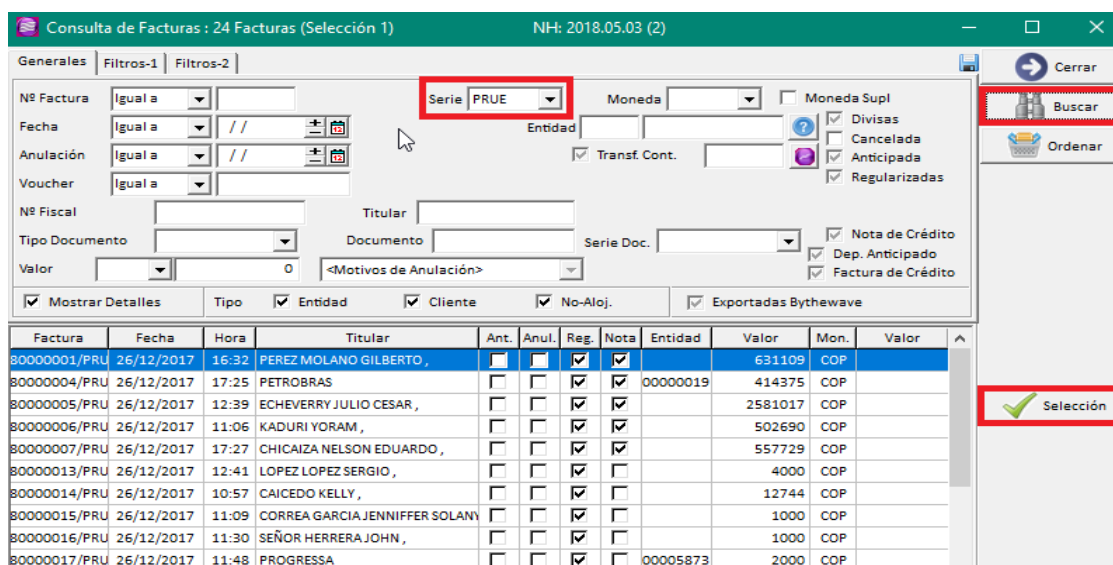 Consulta de Facturas : 24 Facturas (Selección 1) NH: 2018.05.03 (2)
Generales Filtros-1 Filtros-2 Cerrar
Nº Factura Igual a Serie PRUE Moneda Moneda Supl Buscar
Fecha Igual a / / Entidad Divisas
Cancelada Ordenar
Anulación Igual a / / Transf. Cont. Anticipada
Voucher Igual a Regularizadas
Nº Fiscal Titular
Tipo Documento Documento Serie Doc. Nota de Crédito
Dep. Anticipado
Valor 0 <Motivos de Anulación> Factura de Crédito
Mostrar Detalles Tipo Entidad Cliente No-Aloj. Exportadas Bythewave
Factura Fecha Hora Titular Ant. Anul. Reg. Nota Entidad Valor Mon. Valor
80000001/PRU 26/12/2017 16:32 PEREZ MOLANO GILBERTO , 631109 COP
80000004/PRU 26/12/2017 17:25 PETROBRAS 00000019 414375 COP
80000005/PRU 26/12/2017 12:39 ECHEVERRY JULIO CESAR , 2581017 COP Selección
80000006/PRU 26/12/2017 11:06 KADURI YORAM , 502690 COP
80000007/PRU 26/12/2017 17:27 CHICAIZA NELSON EDUARDO , 557729 COP
80000013/PRU 26/12/2017 12:41 LOPEZ LOPEZ SERGIO , 4000 COP
80000014/PRU 26/12/2017 10:57 CAICEDO KELLY , 12744 COP
80000015/PRU 26/12/2017 11:09 CORREA GARCIA JENNIFFER SOLANY 1000 COP
80000016/PRU 26/12/2017 11:30 SEÑOR HERRERA JOHN , 1000 COP
80000017/PRU 26/12/2017 11:48 PROGRESSA 00005873 2000 COP